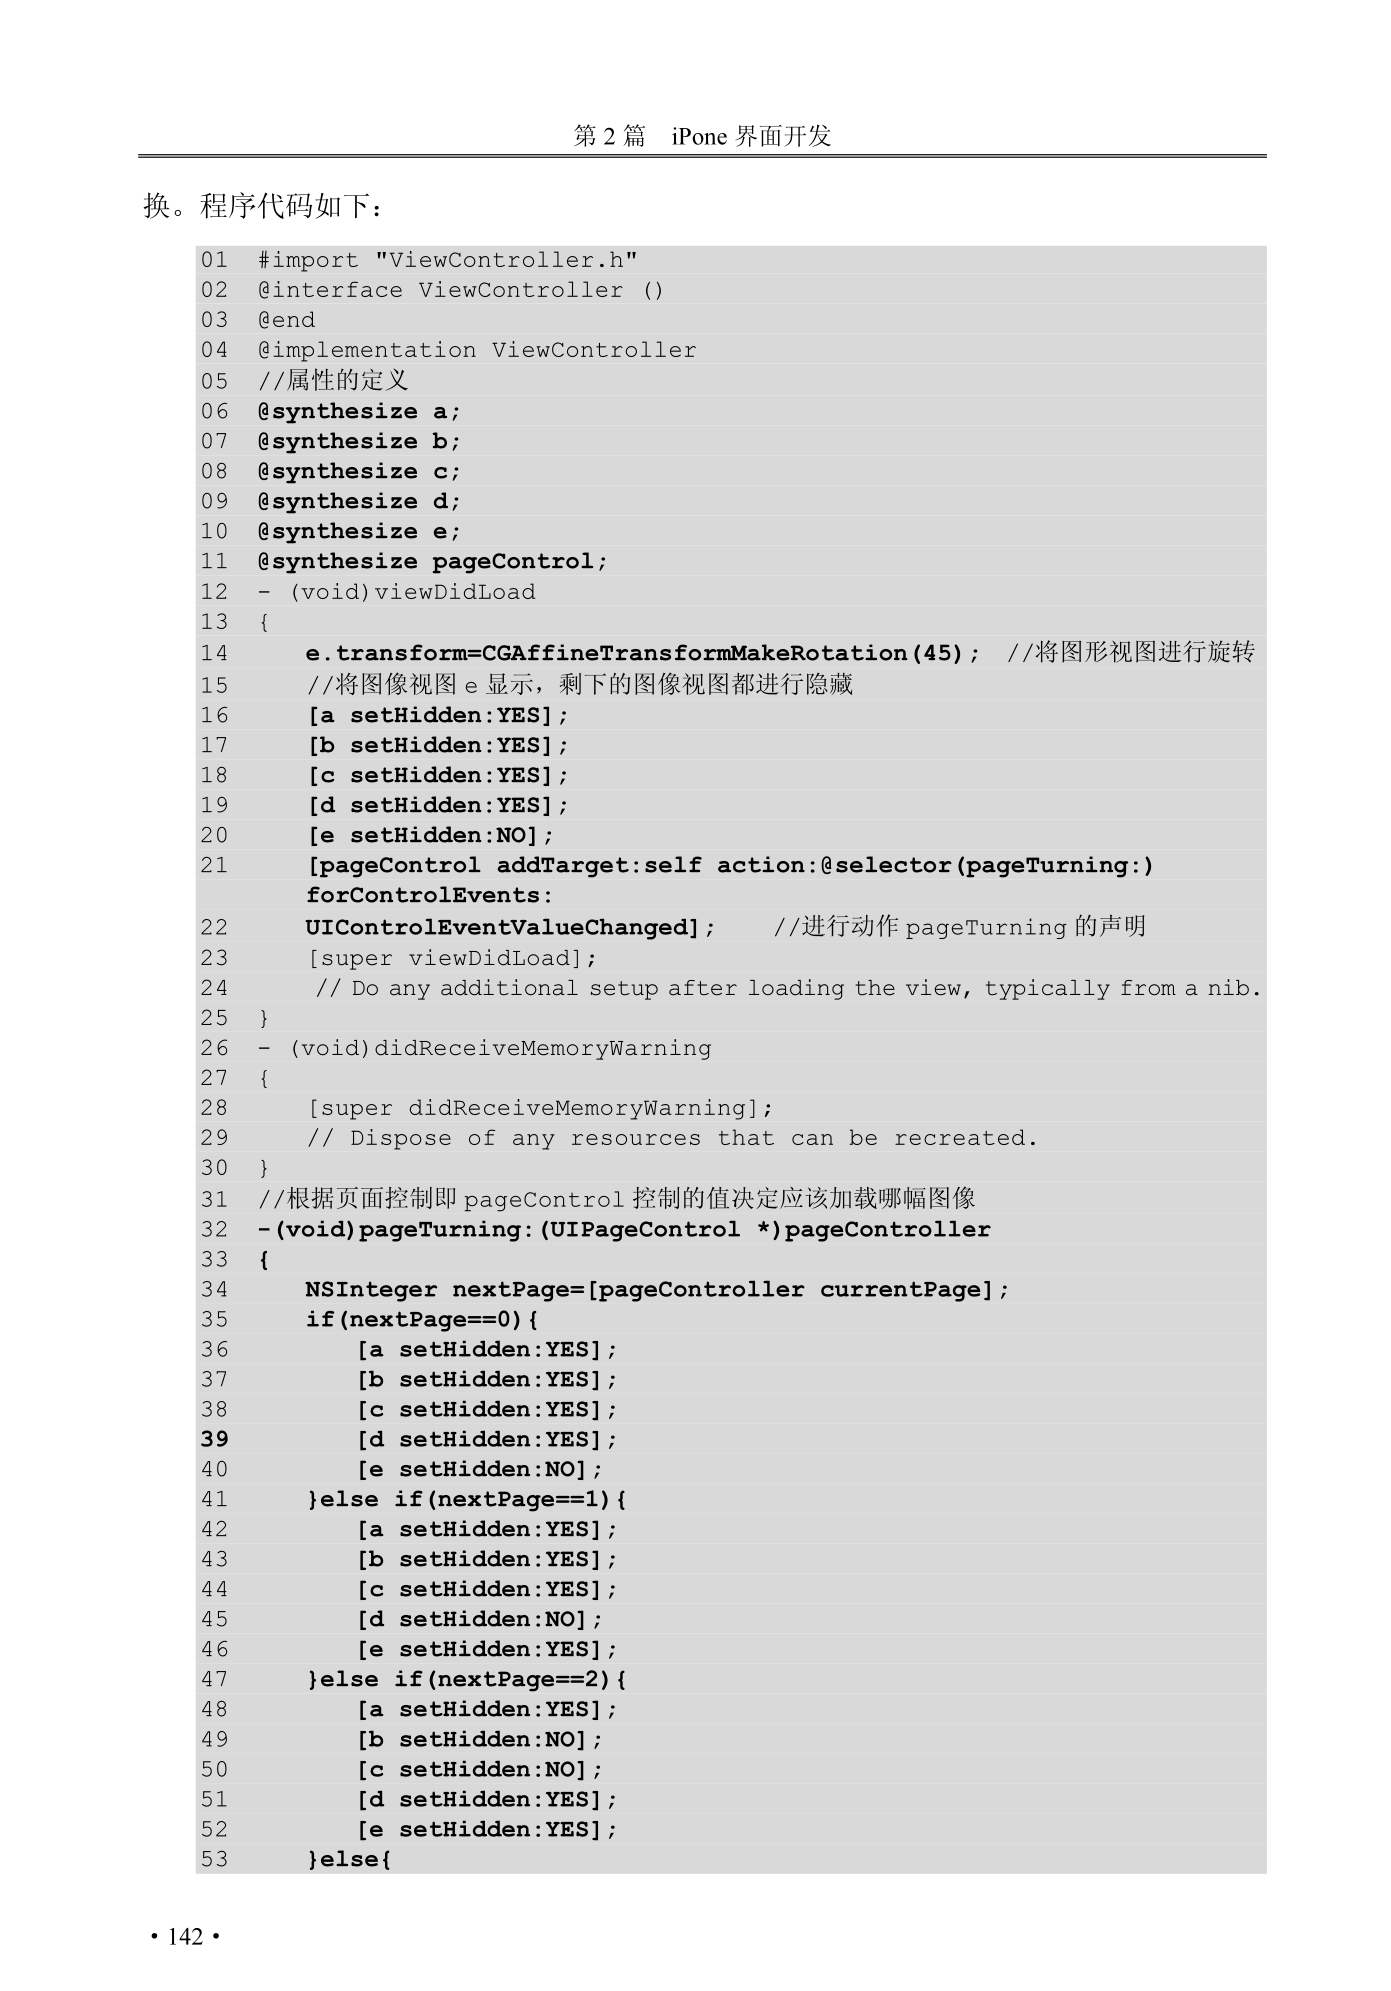 第 2 篇　iPone 界面开发
换。程序代码如下：
01  #import "ViewController.h"
02  @interface ViewController ()
03  @end
04  @implementation ViewController
05  //属性的定义
06  @synthesize a;
07  @synthesize b;
08  @synthesize c;
09  @synthesize d;
10  @synthesize e;
11  @synthesize pageControl;
12  - (void)viewDidLoad
13  {
14      e.transform=CGAffineTransformMakeRotation(45);  //将图形视图进行旋转
15      //将图像视图 e 显示，剩下的图像视图都进行隐藏
16      [a setHidden:YES];
17      [b setHidden:YES];
18      [c setHidden:YES];
19      [d setHidden:YES];
20      [e setHidden:NO];
21      [pageControl addTarget:self action:@selector(pageTurning:)
        forControlEvents:
22      UIControlEventValueChanged];    //进行动作 pageTurning 的声明
23      [super viewDidLoad];
24      // Do any additional setup after loading the view, typically from a nib.
25  }
26  - (void)didReceiveMemoryWarning
27  {
28      [super didReceiveMemoryWarning];
29      // Dispose of any resources that can be recreated.
30  }
31  //根据页面控制即 pageControl 控制的值决定应该加载哪幅图像
32  -(void)pageTurning:(UIPageControl *)pageController
33  {
34      NSInteger nextPage=[pageController currentPage];
35      if(nextPage==0){
36          [a setHidden:YES];
37          [b setHidden:YES];
38          [c setHidden:YES];
39          [d setHidden:YES];
40          [e setHidden:NO];
41      }else if(nextPage==1){
42          [a setHidden:YES];
43          [b setHidden:YES];
44          [c setHidden:YES];
45          [d setHidden:NO];
46          [e setHidden:YES];
47      }else if(nextPage==2){
48          [a setHidden:YES];
49          [b setHidden:NO];
50          [c setHidden:NO];
51          [d setHidden:YES];
52          [e setHidden:YES];
53      }else{
• 142 •